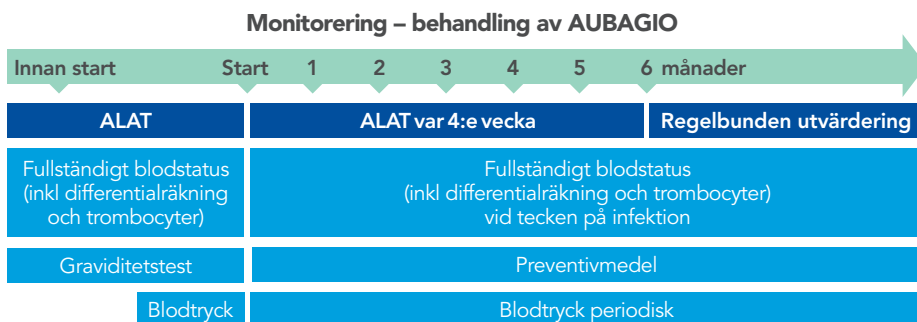 Monitorering – behandling av AUBAGIO
Innan start Start 1 2 3 4 5 6 månader
ALAT ALAT var 4:e vecka Regelbunden utvärdering
Fullständigt blodstatus
(inkl differentialräkning
och trombocyter)
Fullständigt blodstatus
(inkl differentialräkning och trombocyter)
vid tecken på infektion
Graviditetstest Preventivmedel
Blodtryck Blodtryck periodisk